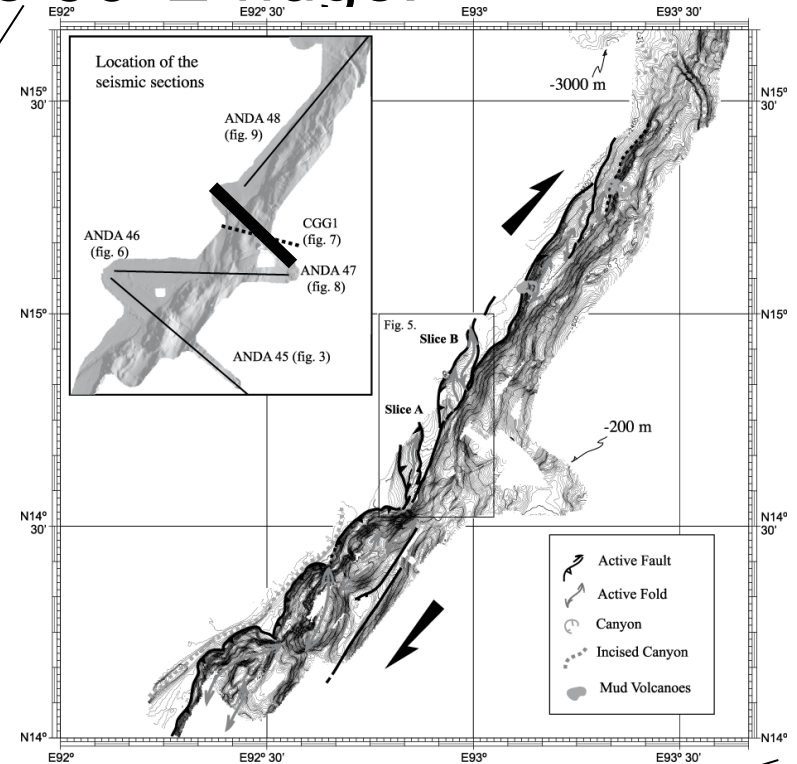 E92°
E92° 30'
E93°
E93° 30'
Location of the
seismic sections
ANDA 48
(fig. 9)
CGG1
(fig. 7)
ANDA 46
(fig. 6)
ANDA 47
(fig. 8)
ANDA 45 (fig. 3)
-3000 m
N15°
30'
N15°
30'
N15°
N15°
Fig. 5.
Slice B
Slice A
-200 m
N14°
30'
N14°
30'
Active Fault
Active Fold
Canyon
Incised Canyon
Mud Volcanoes
N14°
N14°
E92°
E92° 30'
E93°
E93° 30'